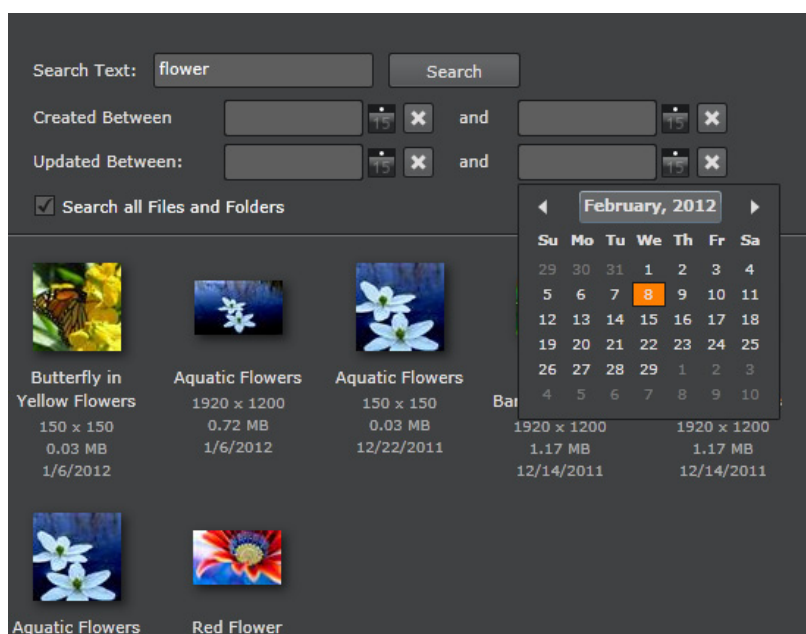 Search Text: flower Search
Created Between 15 and 15
Updated Between: 15 and 15
Search all Files and Folders
February, 2012
Su Mo Tu We Th Fr Sa
29 30 31 1 2 3 4
5 6 7 8 9 10 11
12 13 14 15 16 17 18
19 20 21 22 23 24 25
26 27 28 29 1 2 3
4 5 6 7 8 9 10
Butterfly in
Yellow Flowers
150 x 150
0.03 MB
1/6/2012
Aquatic Flowers
1920 x 1200
0.72 MB
1/6/2012
Aquatic Flowers
150 x 150
0.03 MB
12/22/2011
1920 x 1200
1.17 MB
12/14/2011
1920 x 1200
1.17 MB
12/14/2011
Aquatic Flowers
Red Flower